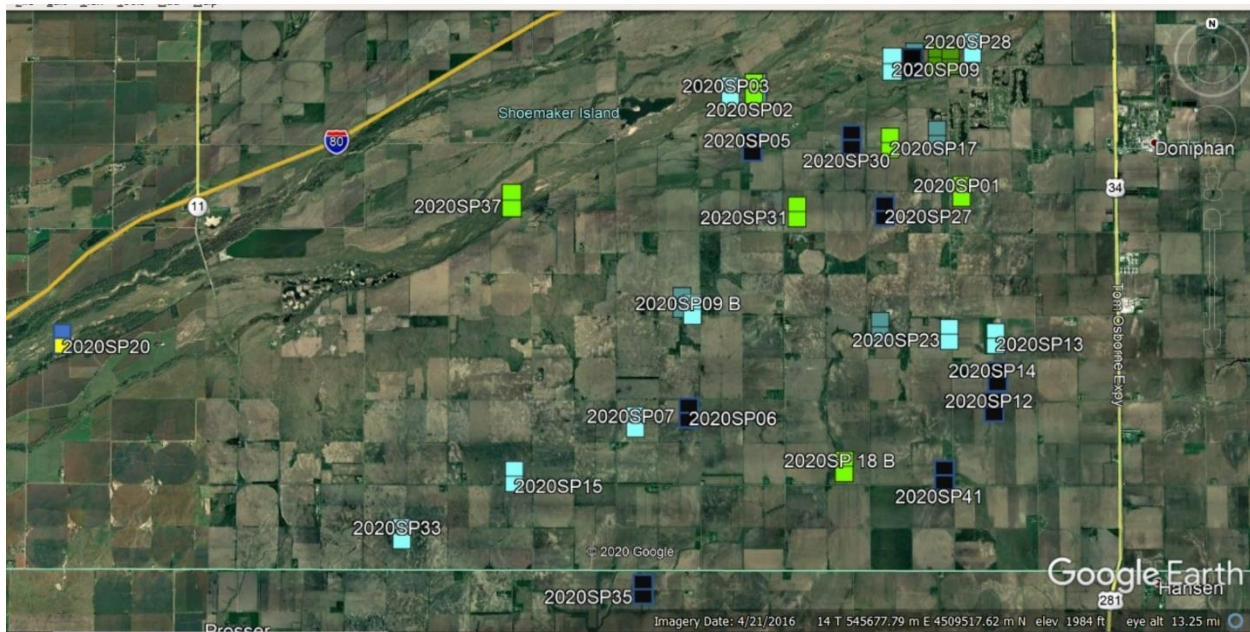 N
2020SP28
2020SP09
2020SP03
2020SP02
Shoemaker Island
80
2020SP05
2020SP30
2020SP17
Doniphan
11
34
2020SP37
2020SP01
2020SP31
2020SP27
2020SP09 B
Tom Osborne Expy
2020SP20
2020SP23
2020SP13
2020SP14
2020SP12
2020SP07
2020SP06
2020SP 18 B
2020SP15
2020SP41
2020SP33
© 2020 Google
Google Earth
Hansen
2020SP35
281
Prosser
Imagery Date: 4/21/2016 14 T 545677.79 m E 4509517.62 m N elev 1984 ft eye alt 13.25 mi